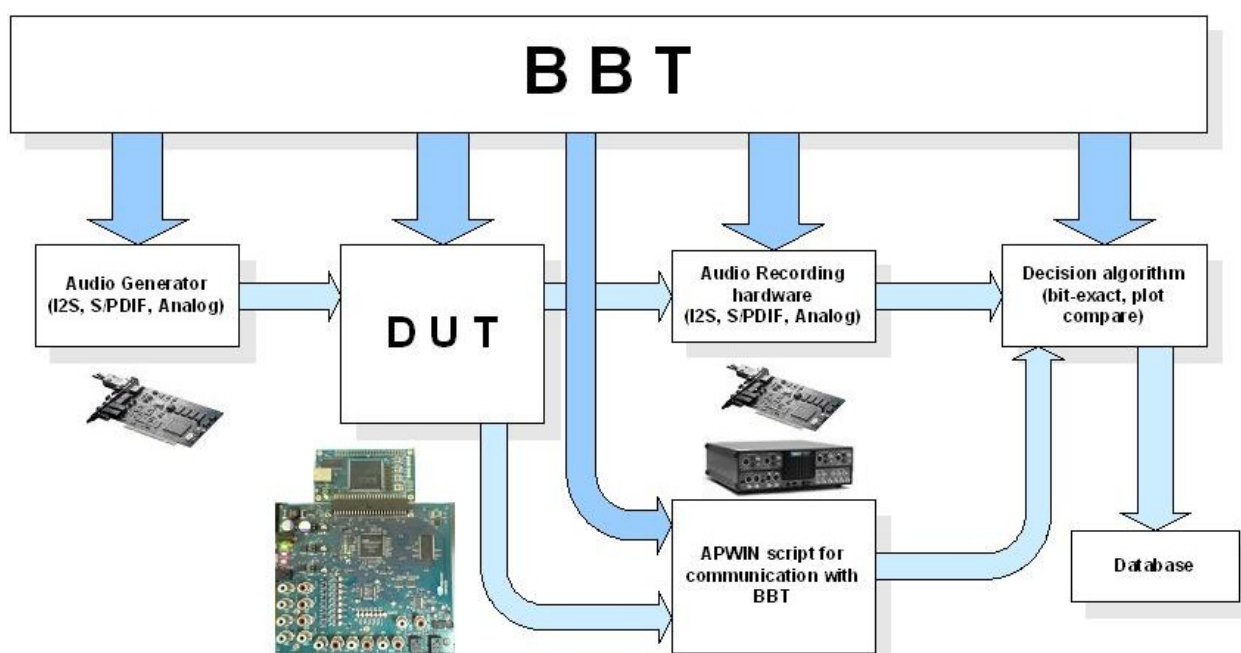 B B T
Audio Generator
(I2S, S/PDIF, Analog)
D U T
Audio Recording
hardware
(I2S, S/PDIF, Analog)
Decision algorithm
(bit-exact, plot
compare)
APWIN script for
communication with
BBT
Database